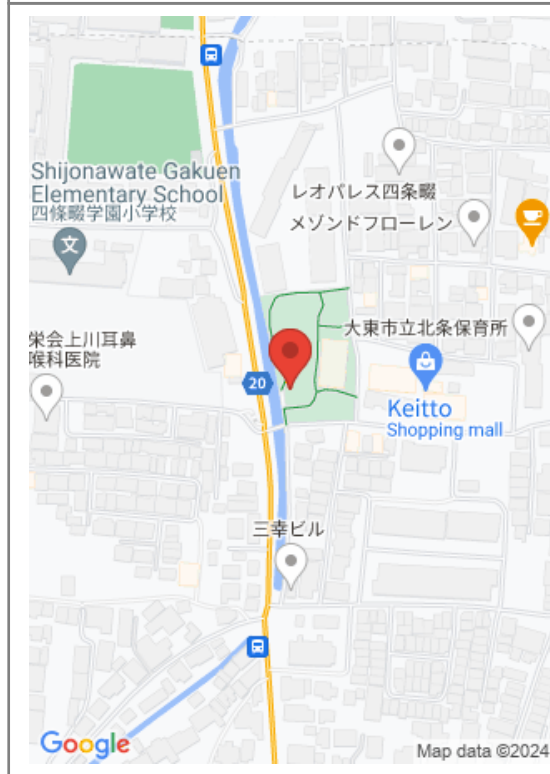 Shijonawate Gakuen
Elementary School
四條畷学園小学校
文
レオパレス四条畷
メゾンドフローレン
栄会上川耳鼻
喉科医院
大東市立北条保育所
20
Keitto
Shopping mall
三幸ビル
Google
Map data ©2024